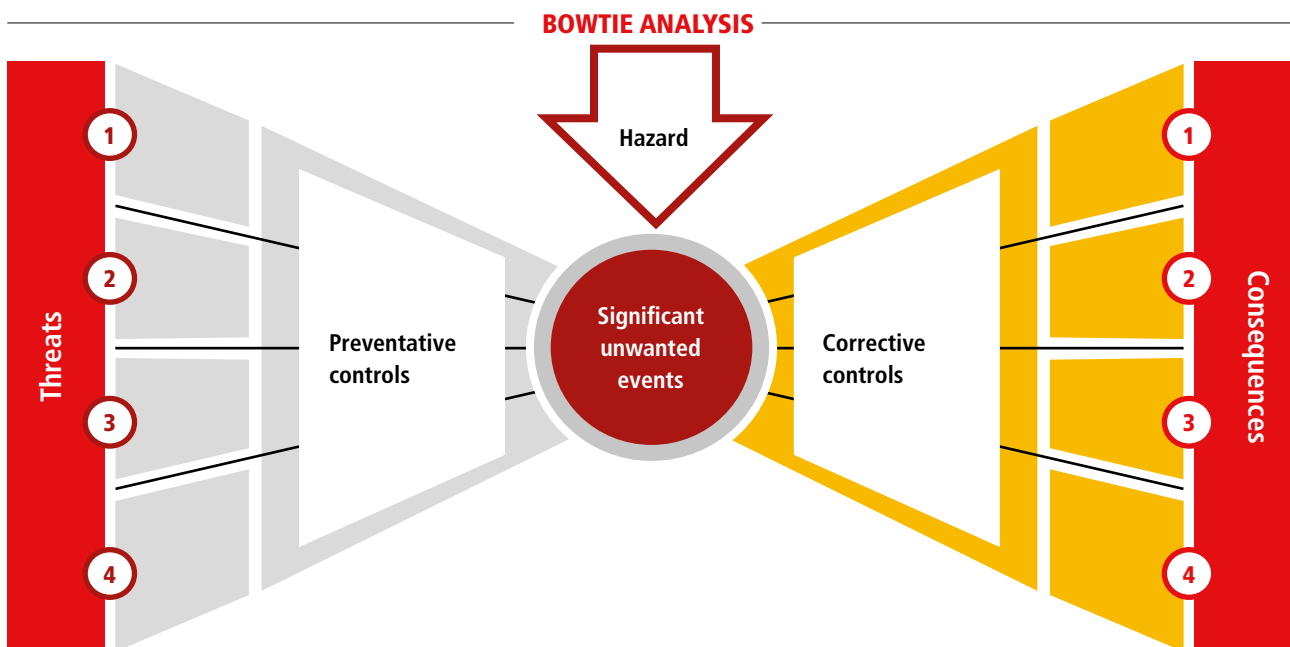 BOWTIE ANALYSIS
Hazard
Threats
1
2
3
4
Preventative
controls
Significant
unwanted
events
Corrective
controls
1
2
3
4
Consequences